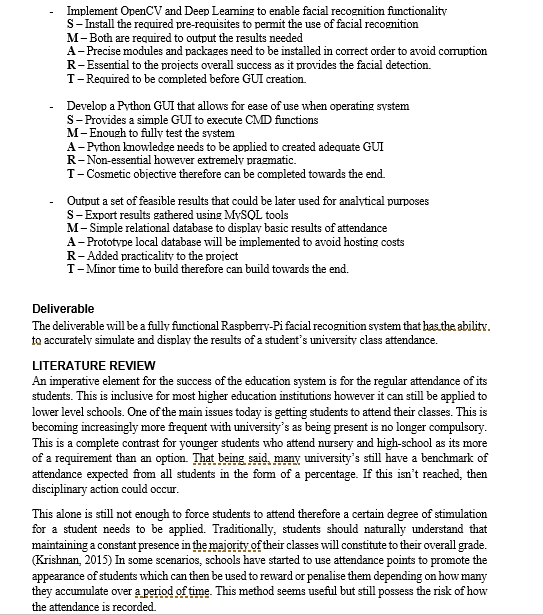 - Implement OpenCV and Deep Learning to enable facial recognition functionality
S – Install the required pre-requisites to permit the use of facial recognition
M – Both are required to output the results needed
A – Precise modules and packages need to be installed in correct order to avoid corruption
R – Essential to the projects overall success as it provides the facial detection.
T – Required to be completed before GUI creation.
- Develop a Python GUI that allows for ease of use when operating system
S – Provides a simple GUI to execute CMD functions
M – Enough to fully test the system
A – Python knowledge needs to be applied to created adequate GUI
R – Non-essential however extremely pragmatic.
T – Cosmetic objective therefore can be completed towards the end.
- Output a set of feasible results that could be later used for analytical purposes
S – Export results gathered using MySQL tools
M – Simple relational database to display basic results of attendance
A – Prototype local database will be implemented to avoid hosting costs
R – Added practicality to the project
T – Minor time to build therefore can build towards the end.
Deliverable
The deliverable will be a fully functional Raspberry-Pi facial recognition system that has the ability
to accurately simulate and display the results of a student's university class attendance.
LITERATURE REVIEW
An imperative element for the success of the education system is for the regular attendance of its
students. This is inclusive for most higher education institutions however it can still be applied to
lower level schools. One of the main issues today is getting students to attend their classes. This is
becoming increasingly more frequent with university's as being present is no longer compulsory.
This is a complete contrast for younger students who attend nursery and high-school as its more
of a requirement than an option. That being said, many university's still have a benchmark of
attendance expected from all students in the form of a percentage. If this isn't reached, then
disciplinary action could occur.
This alone is still not enough to force students to attend therefore a certain degree of stimulation
for a student needs to be applied. Traditionally, students should naturally understand that
maintaining a constant presence in the majority of their classes will constitute to their overall grade.
(Krishnan, 2015) In some scenarios, schools have started to use attendance points to promote the
appearance of students which can then be used to reward or penalise them depending on how many
they accumulate over a period of time. This method seems useful but still possess the risk of how
the attendance is recorded.